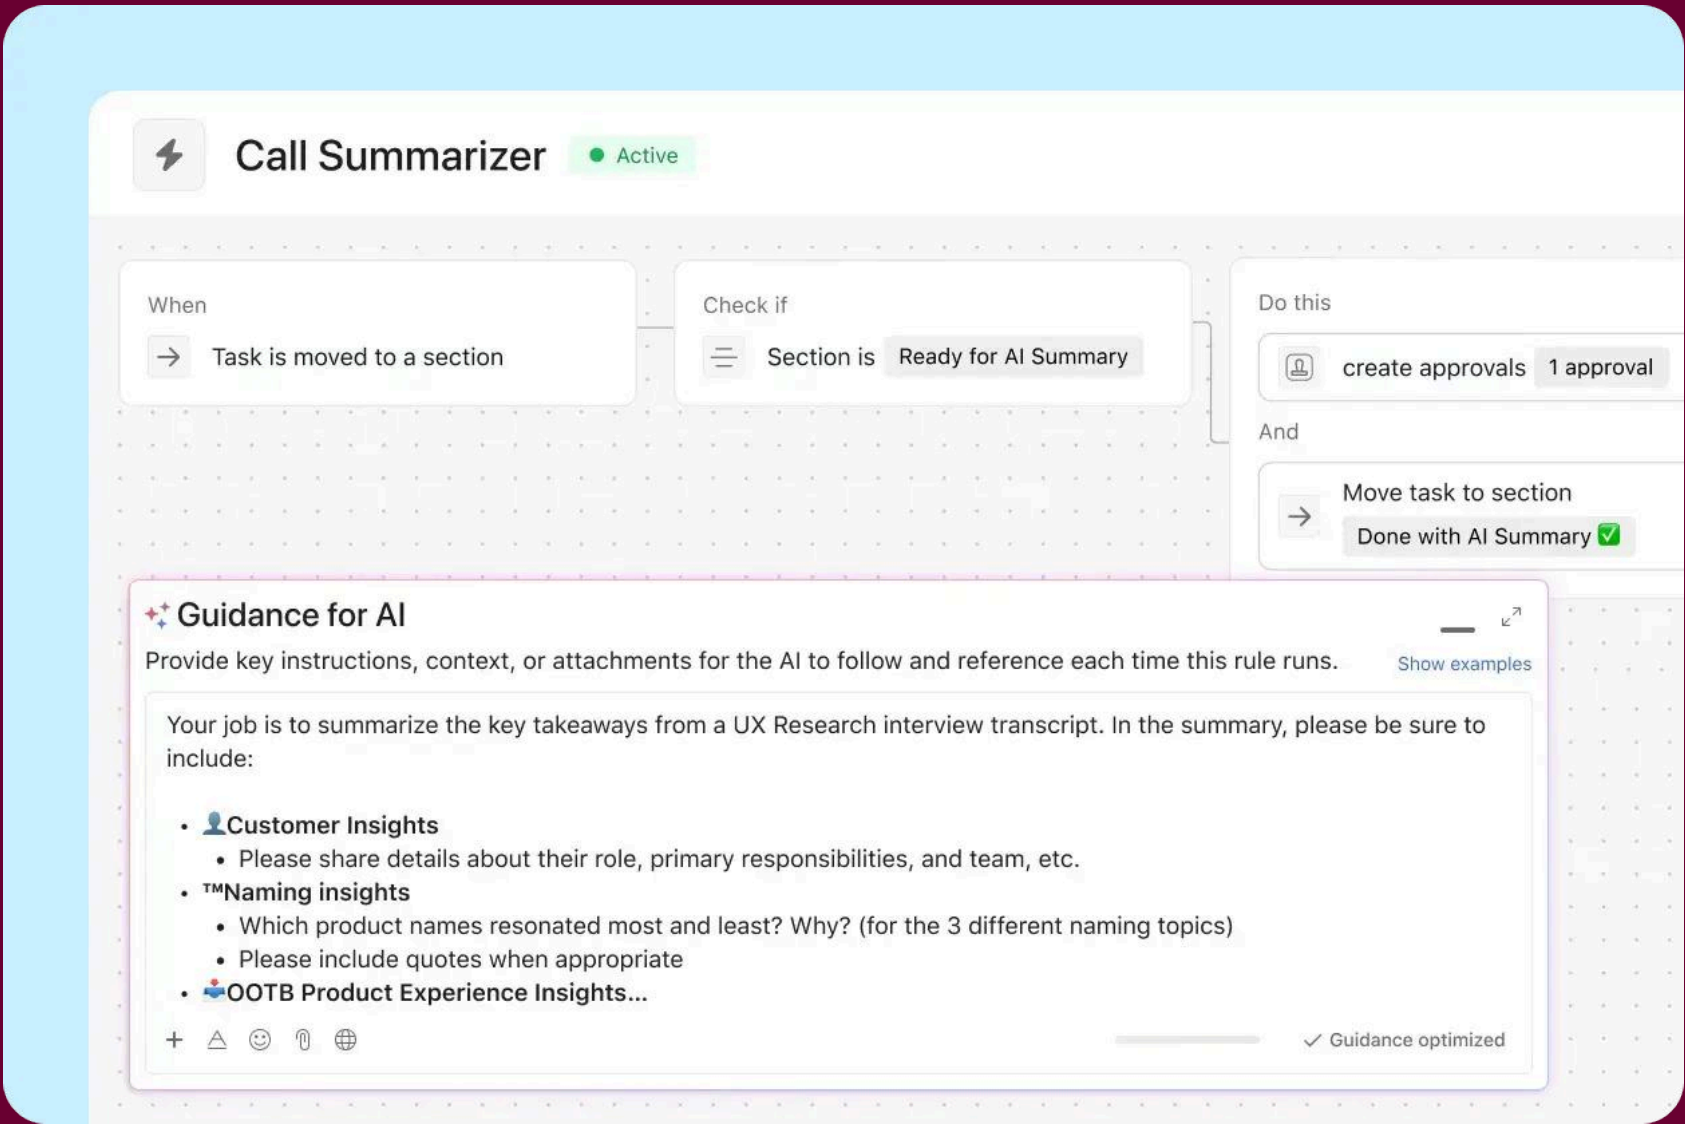 Call Summarizer
Active
When
Task is moved to a section
Check if
Section is Ready for AI Summary
Do this
create approvals 1 approval
And
Move task to section
Done with AI Summary ✅
Guidance for AI
Provide key instructions, context, or attachments for the AI to follow and reference each time this rule runs.
Show examples
Your job is to summarize the key takeaways from a UX Research interview transcript. In the summary, please be sure to
include:
• 👤Customer Insights
• Please share details about their role, primary responsibilities, and team, etc.
• ™Naming insights
• Which product names resonated most and least? Why? (for the 3 different naming topics)
• Please include quotes when appropriate
• 📥OOTB Product Experience Insights...
Guidance optimized